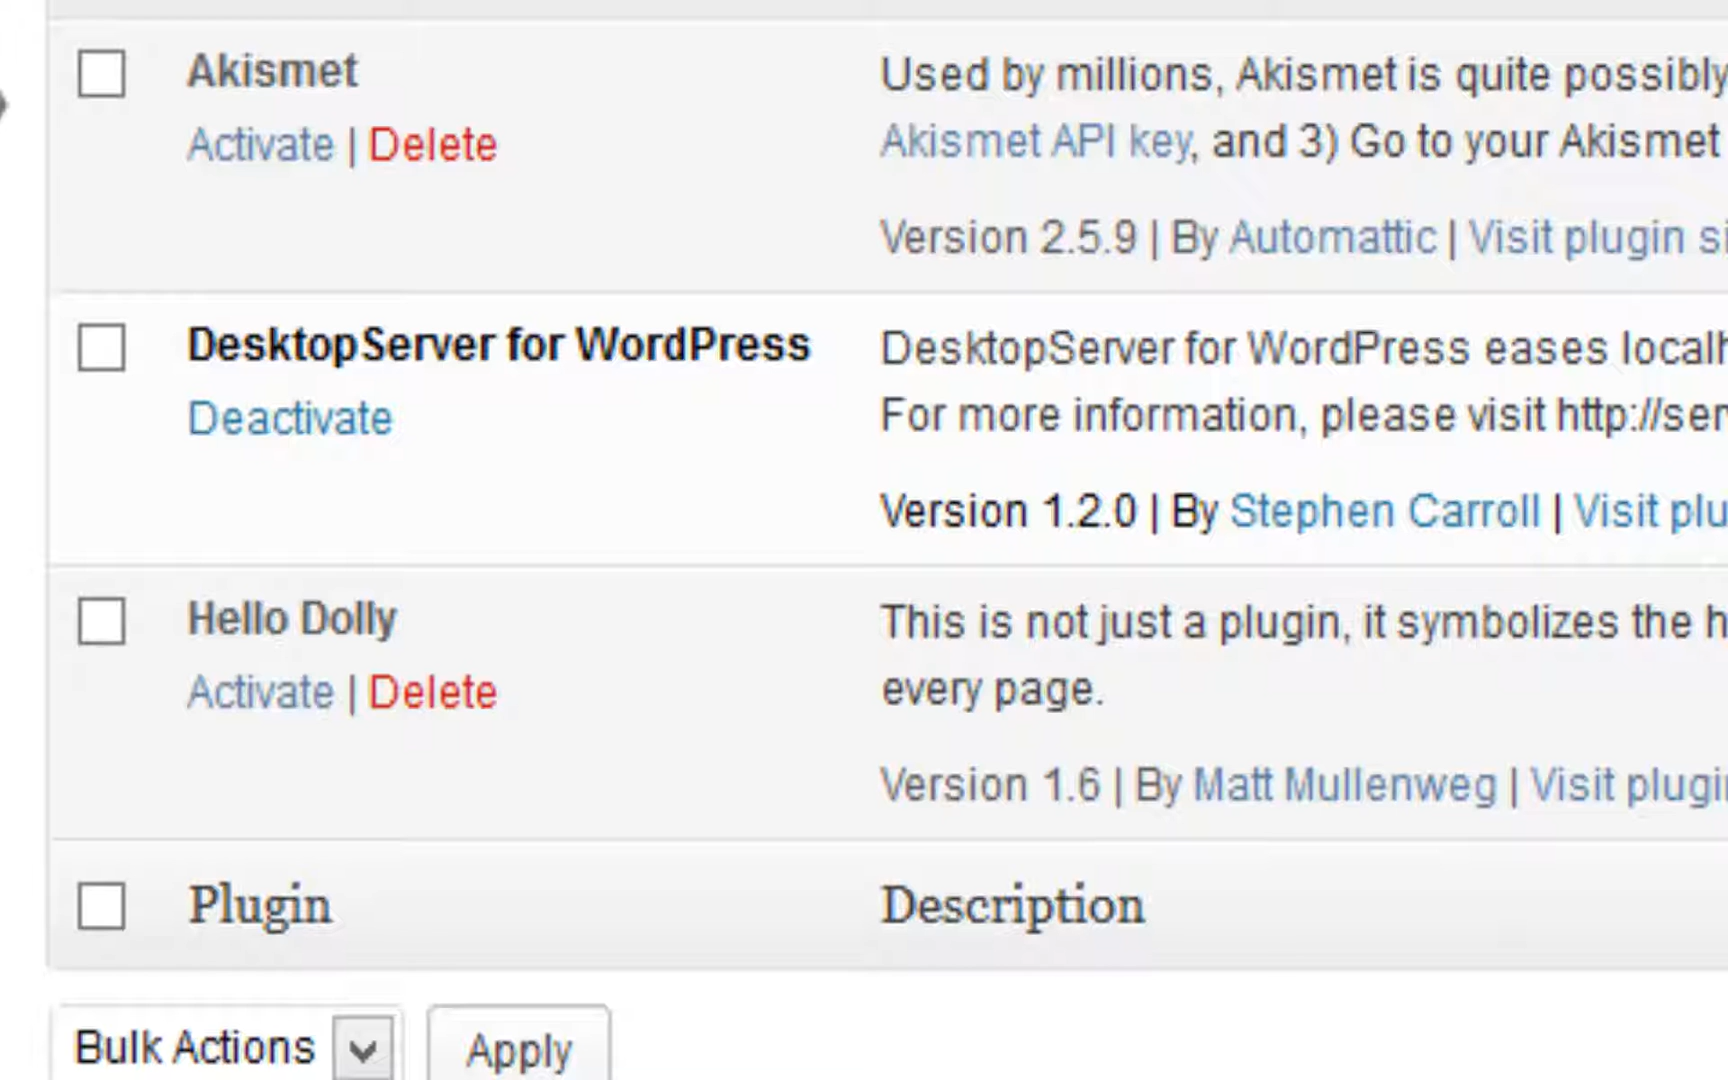 Akismet
Used by millions, Akismet is quite possibly
Activate | Delete
Akismet API key, and 3) Go to your Akismet
Version 2.5.9 | By Automattic | Visit plugin
DesktopServer for WordPress
DesktopServer for WordPress eases
Deactivate
For more information, please visit
Version 1.2.0 | By Stephen Carroll | Visit
Hello Dolly
This is not just a plugin, it symbolizes the
Activate | Delete
every page.
Version 1.6 | By Matt Mullenweg | Visit
Plugin
Description
Bulk Actions
Apply